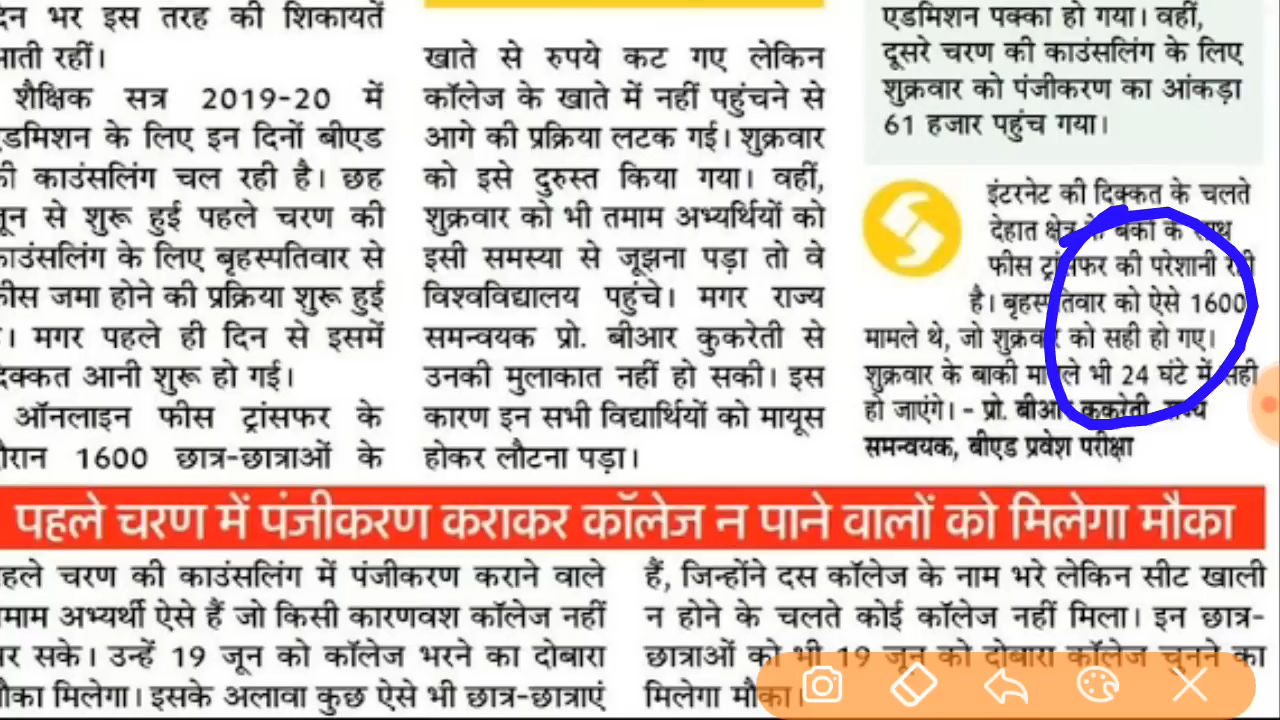 दिन भर इस तरह की शिकायतें
आती रहीं।
शैक्षिक सत्र 2019-20 में
एडमिशन के लिए इन दिनों बीएड
की काउंसलिंग चल रही है। छह
जून से शुरू हुई पहले चरण की
काउंसलिंग के लिए बृहस्पतिवार से
फीस जमा होने की प्रक्रिया शुरू हुई
है। मगर पहले ही दिन से इसमें
दिक्कत आनी शुरू हो गई।
ऑनलाइन फीस ट्रांसफर के
दौरान 1600 छात्र-छात्राओं के
खाते से रुपये कट गए लेकिन
कॉलेज के खाते में नहीं पहुंचने से
आगे की प्रक्रिया लटक गई। शुक्रवार
को इसे दुरुस्त किया गया। वहीं,
शुक्रवार को भी तमाम अभ्यर्थियों को
इसी समस्या से जूझना पड़ा तो वे
विश्वविद्यालय पहुंचे। मगर राज्य
समन्वयक प्रो. बीआर कुकरेती से
उनकी मुलाकात नहीं हो सकी। इस
कारण इन सभी विद्यार्थियों को मायूस
होकर लौटना पड़ा।
एडमिशन पक्का हो गया। वहीं,
दूसरे चरण की काउंसलिंग के लिए
शुक्रवार को पंजीकरण का आंकड़ा
61 हजार पहुंच गया।
इंटरनेट की दिक्कत के चलते
देहात क्षेत्र के बैंकों के साथ
फीस ट्रांसफर की परेशानी रही
है। बृहस्पतिवार को ऐसे 1600
मामले थे, जो शुक्रवार को सही हो गए।
शुक्रवार के बाकी मामले भी 24 घंटे में सही
हो जाएंगे। - प्रो. बीआर कुकरेती, राज्य
समन्वयक, बीएड प्रवेश परीक्षा
पहले चरण में पंजीकरण कराकर कॉलेज न पाने वालों को मिलेगा मौका
पहले चरण की काउंसलिंग में पंजीकरण कराने वाले
तमाम अभ्यर्थी ऐसे हैं जो किसी कारणवश कॉलेज नहीं
भर सके। उन्हें 19 जून को कॉलेज भरने का दोबारा
मौका मिलेगा। इसके अलावा कुछ ऐसे भी छात्र-छात्राएं
हैं, जिन्होंने दस कॉलेज के नाम भरे लेकिन सीट खाली
न होने के चलते कोई कॉलेज नहीं मिला। इन छात्र-
छात्राओं को भी 19 जून को दोबारा कॉलेज चुनने का
मिलेगा मौका।